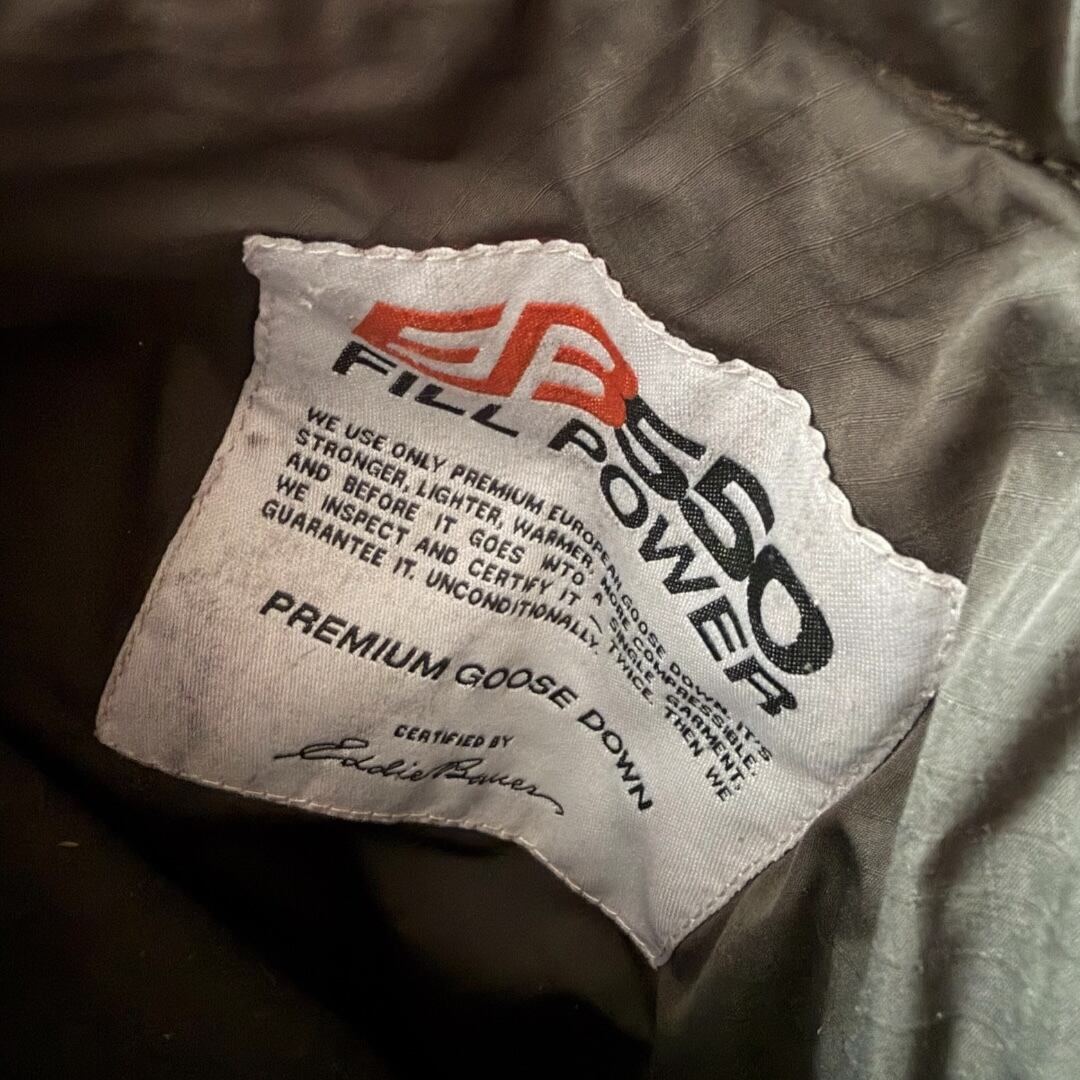 EB550
FILL POWER
WE USE ONLY PREMIUM EUROPEAN GOOSE DOWN. IT'S
STRONGER, LIGHTER, WARMER, MORE COMPRESSIBLE.
AND BEFORE IT GOES INTO A SINGLE GARMENT,
WE INSPECT AND CERTIFY IT – TWICE. THEN WE
GUARANTEE IT. UNCONDITIONALLY.
PREMIUM GOOSE DOWN
CERTIFIED BY
Eddie Bauer